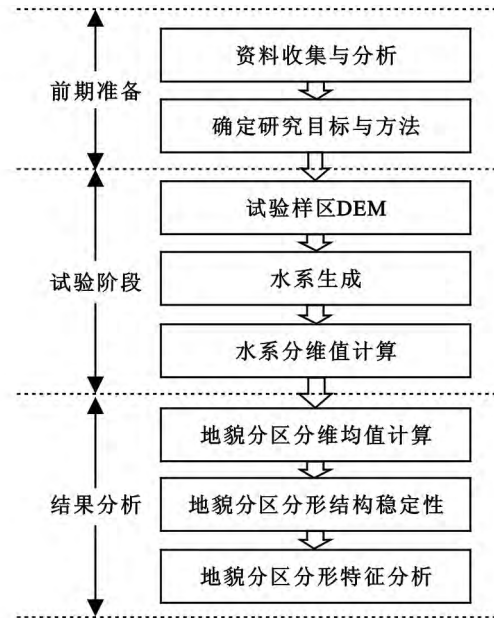 前期准备
资料收集与分析
确定研究目标与方法
试验阶段
试验样区DEM
水系生成
水系分维值计算
结果分析
地貌分区分维均值计算
地貌分区分形结构稳定性
地貌分区分形特征分析